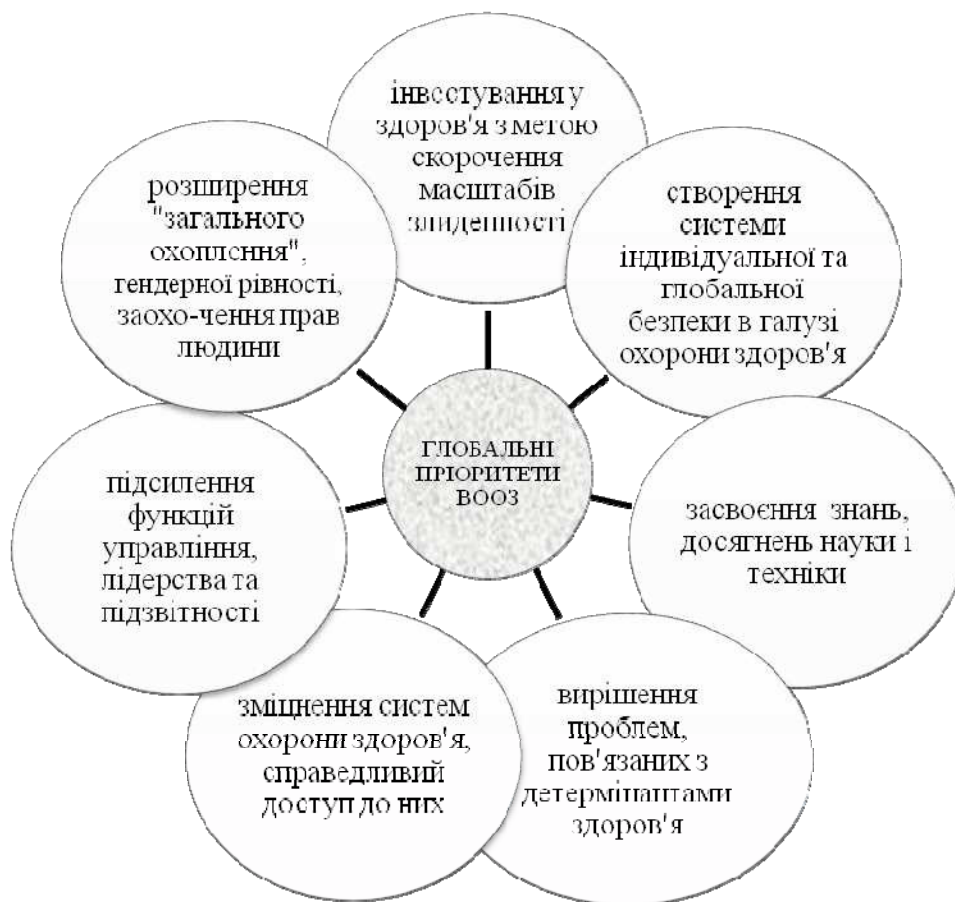 інвестування у
здоров'я з метою
скорочення
масштабів
злиденності
створення
системи
індивідуальної та
глобальної
безпеки в галузі
охорони здоров'я
засвоєння знань,
досягнень науки і
техніки
вирішення
проблем,
пов'язаних з
детермінантами
здоров'я
зміцнення систем
охорони здоров'я,
справедливий
доступ до них
підсилення
функцій
управління,
лідерства та
підзвітності
розширення
"загального
охоплення",
гендерної рівності,
заохо-чення прав
людини
ГЛОБАЛЬНІ
ПРІОРИТЕТИ
ВООЗ